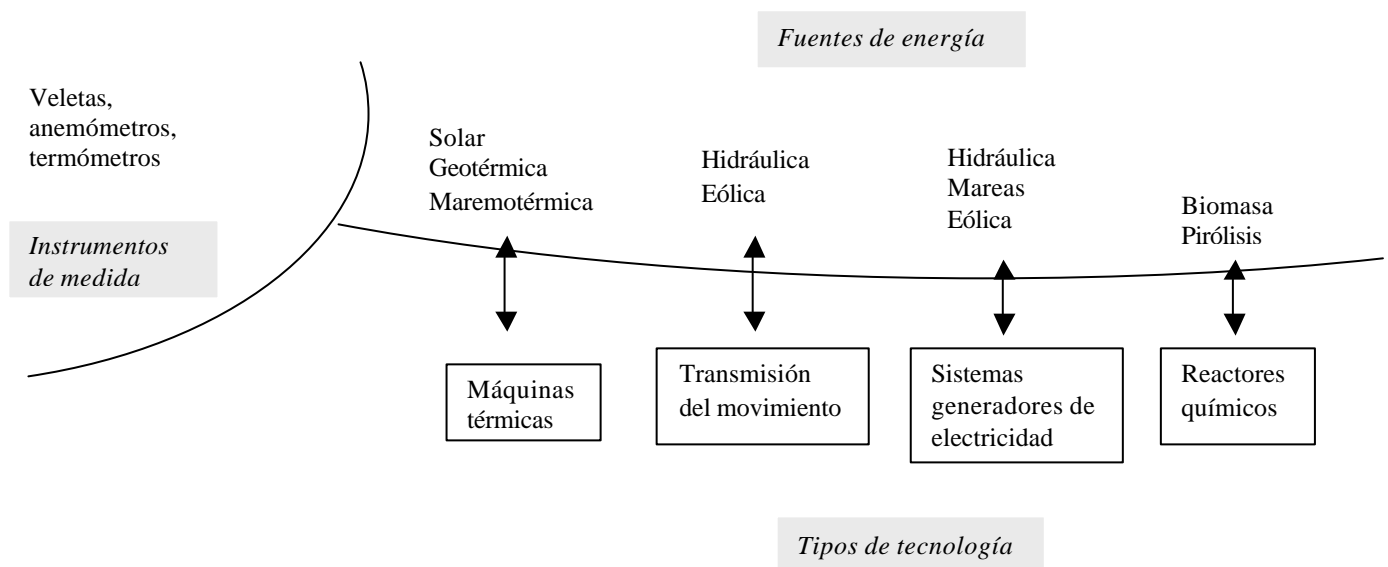 Fuentes de energía
Veletas,
anemómetros,
termómetros
Instrumentos
de medida
Solar
Geotérmica
Maremotérmica
Hidráulica
Eólica
Hidráulica
Mareas
Eólica
Biomasa
Pirólisis
Máquinas
térmicas
Transmisión
del movimiento
Sistemas
generadores de
electricidad
Reactores
químicos
Tipos de tecnología